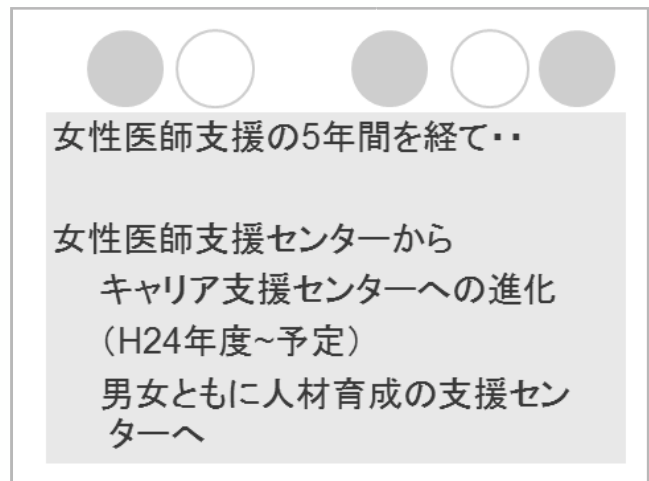 女性医師支援の5年間を経て・・
女性医師支援センターから
キャリア支援センターへの進化
（H24年度~予定）
男女ともに人材育成の支援セン
ターへ